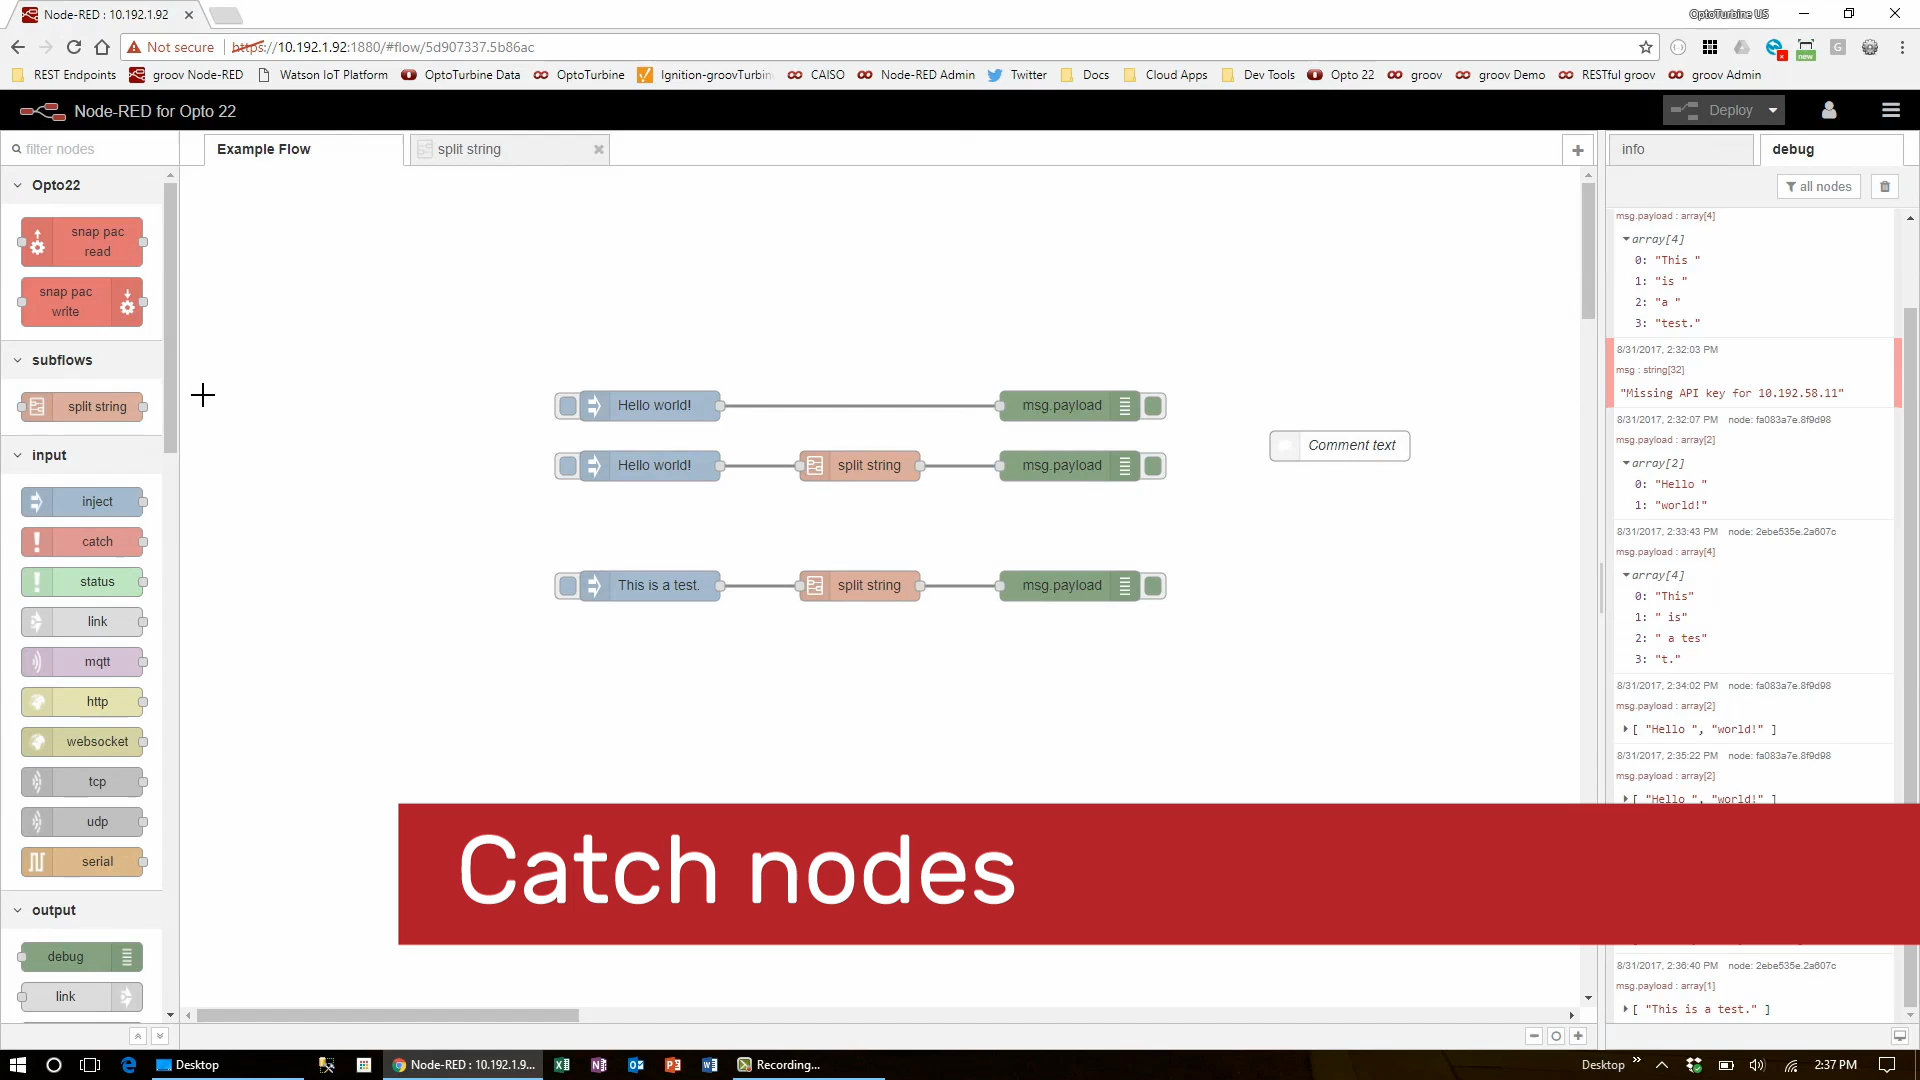 Node-RED : 10.192.1.92
OptoTurbine US
Not secure https://10.192.1.92:1880/#flow/5d907337.5b86ac
REST Endpoints groov Node-RED Watson IoT Platform OptoTurbine Data OptoTurbine Ignition-groovTurbin CAISO Node-RED Admin Twitter Docs Cloud Apps Dev Tools Opto 22 groov groov Demo RESTful groov groov Admin
Node-RED for Opto 22
Deploy
filter nodes
Example Flow
split string
info
debug
all nodes
Opto22
snap pac
read
snap pac
write
subflows
split string
input
inject
catch
status
link
mqtt
http
websocket
tcp
udp
serial
output
debug
link
Hello world!
msg.payload
Comment text
Hello world!
split string
msg.payload
This is a test.
split string
msg.payload
msg.payload : array[4]
array[4]
0: "This "
1: "is "
2: "a "
3: "test."
8/31/2017, 2:32:03 PM
msg : string[32]
"Missing API key for 10.192.58.11"
8/31/2017, 2:32:07 PM node: fa083a7e.8f9d98
msg.payload : array[2]
array[2]
0: "Hello "
1: "world!"
8/31/2017, 2:33:43 PM node: 2ebe535e.2a607c
msg.payload : array[4]
array[4]
0: "This"
1: " is"
2: " a tes"
3: "t."
8/31/2017, 2:34:02 PM node: fa083a7e.8f9d98
msg.payload : array[2]
[ "Hello ", "world!" ]
8/31/2017, 2:35:22 PM node: fa083a7e.8f9d98
msg.payload : array[2]
[ "Hello ", "world!" ]
Catch nodes
8/31/2017, 2:36:40 PM node: 2ebe535e.2a607c
msg.payload : array[1]
[ "This is a test." ]
Desktop
Node-RED : 10.192.1.9...
Recording...
Desktop
2:37 PM